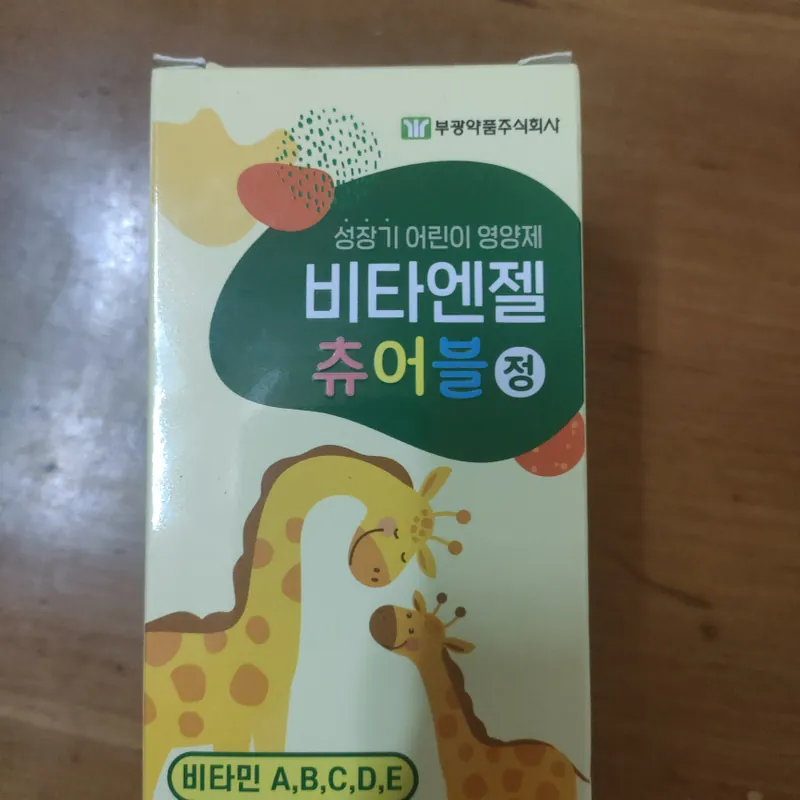 부광약품주식회사
성장기 어린이 영양제
비타엔젤
츄어블 정
비타민 A,B,C,D,E